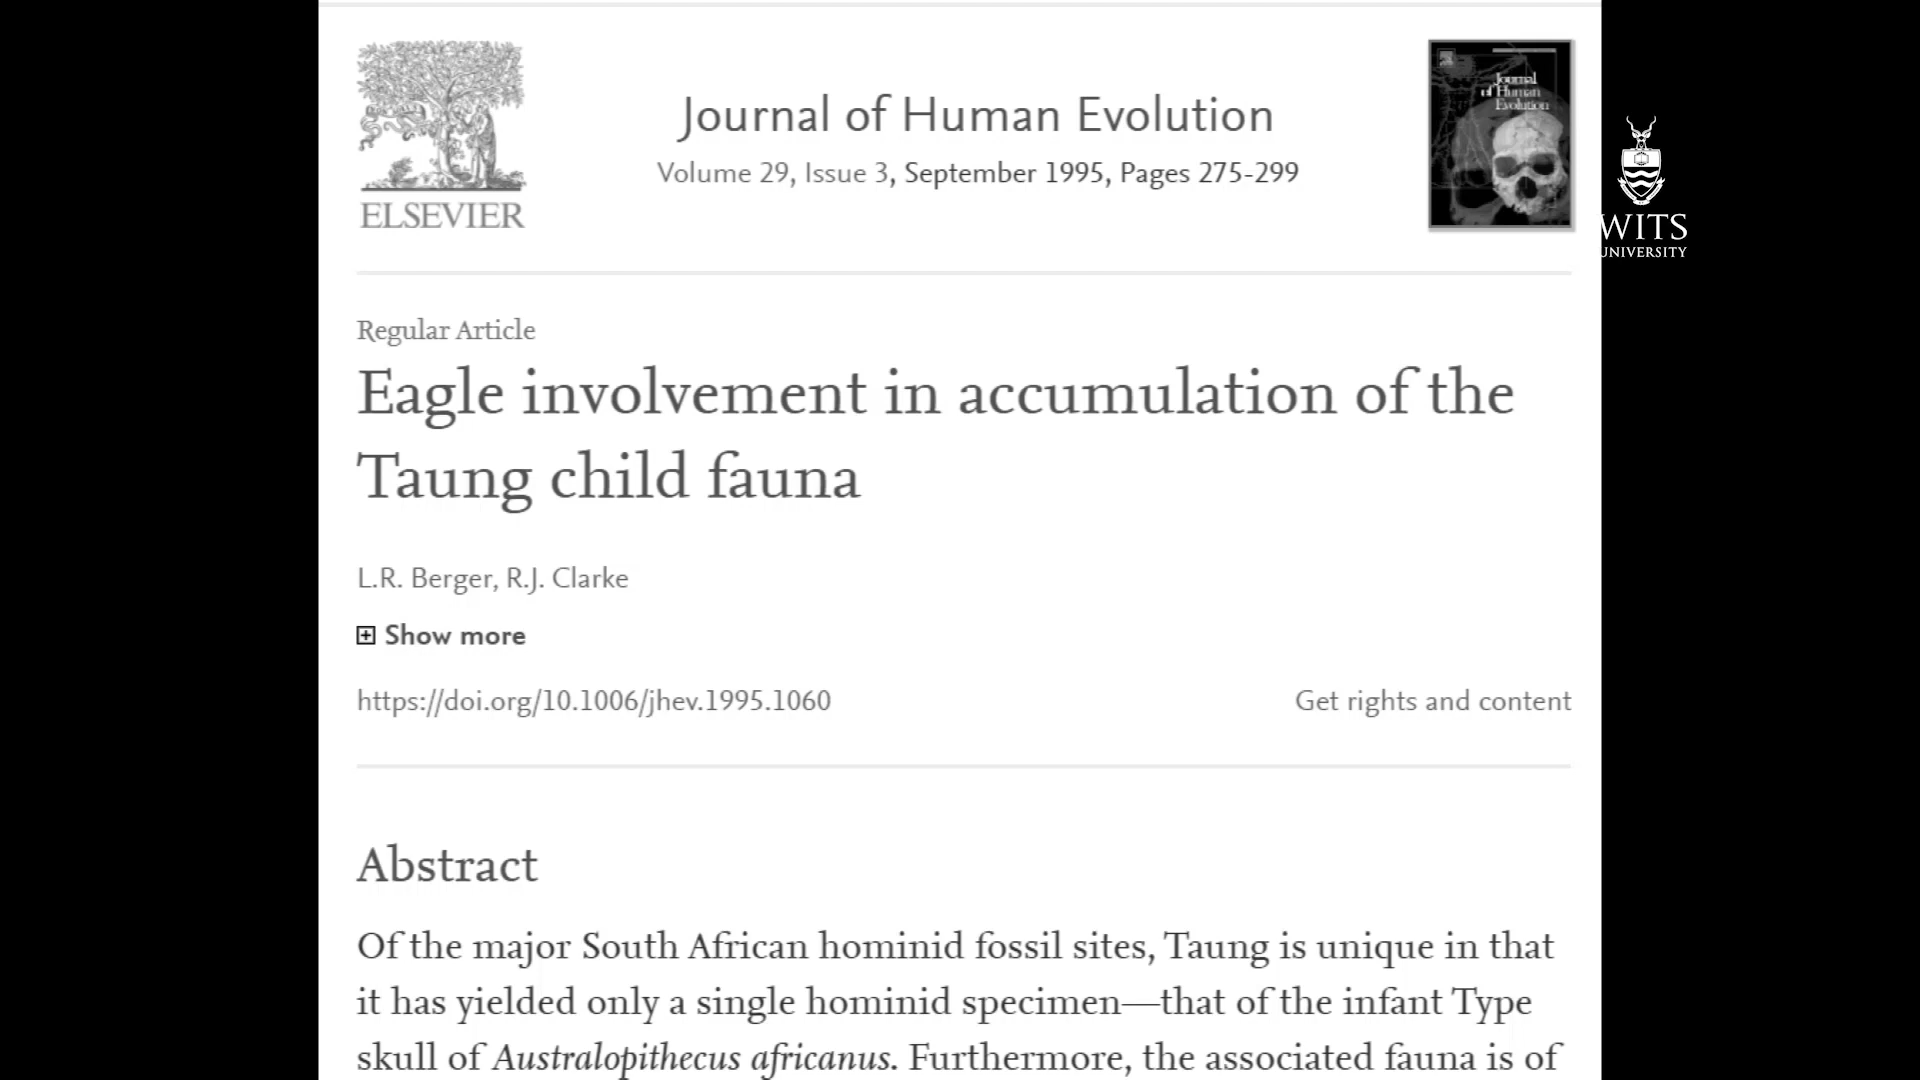 ELSEVIER
Journal of Human Evolution
Volume 29, Issue 3, September 1995, Pages 275-299
Journal
of Human
Evolution
WITS
UNIVERSITY
Regular Article
Eagle involvement in accumulation of the
Taung child fauna
L.R. Berger, R.J. Clarke
Show more
https://doi.org/10.1006/jhev.1995.1060
Get rights and content
Abstract
Of the major South African hominid fossil sites, Taung is unique in that
it has yielded only a single hominid specimen—that of the infant Type
skull of Australopithecus africanus. Furthermore, the associated fauna is of